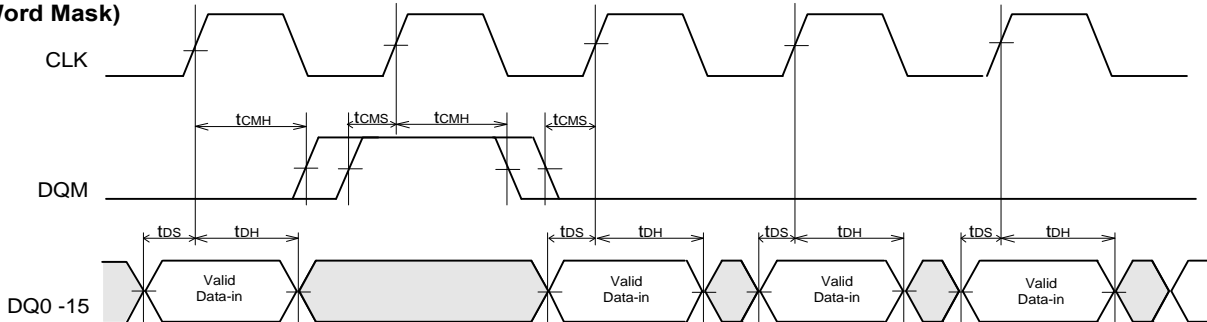 Word Mask)
CLK
tCMH tCMS tCMH tCMS
DQM
tDS tDH tDS tDH tDS tDH tDS tDH
Valid Valid Valid Valid
Data-in Data-in Data-in Data-in
DQ0 -15